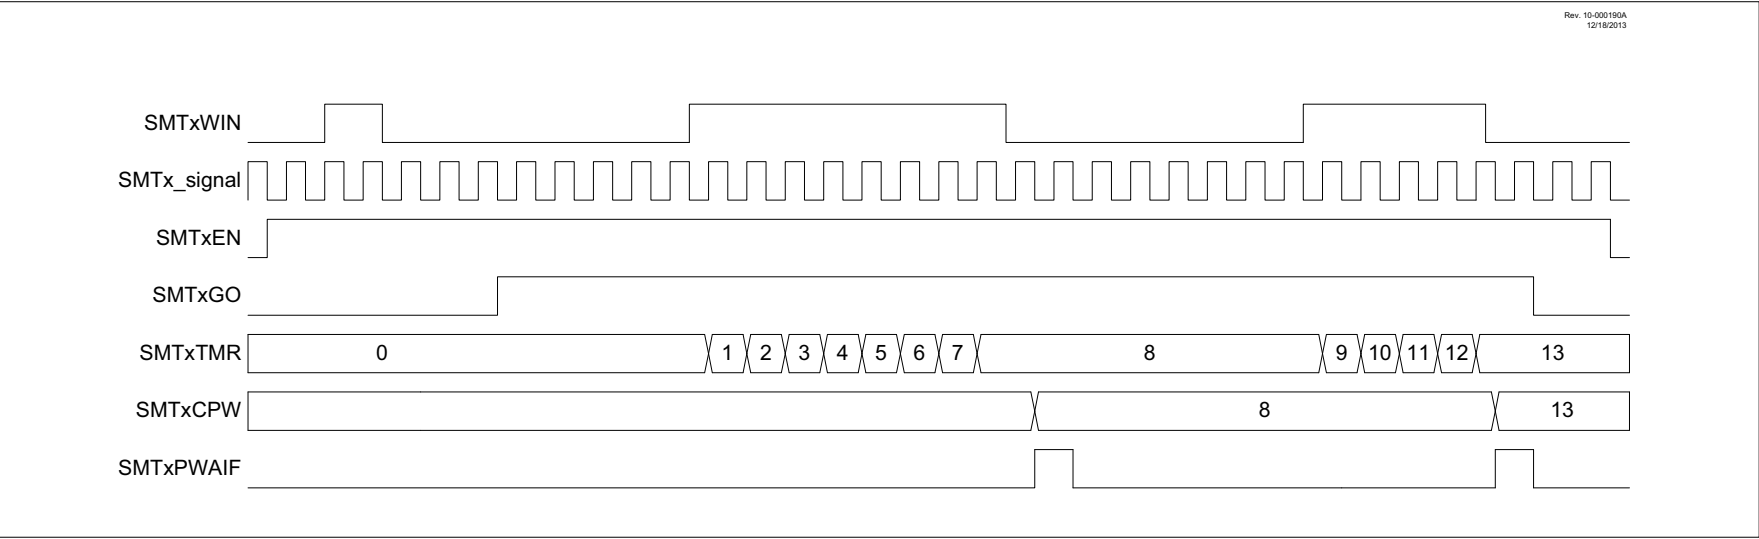 Rev. 10-000190A
12/18/2013
SMTxWIN
SMTx_signal
SMTxEN
SMTxGO
SMTxTMR 0 1 2 3 4 5 6 7 8 9 10 11 12 13
SMTxCPW 8 13
SMTxPWAIF